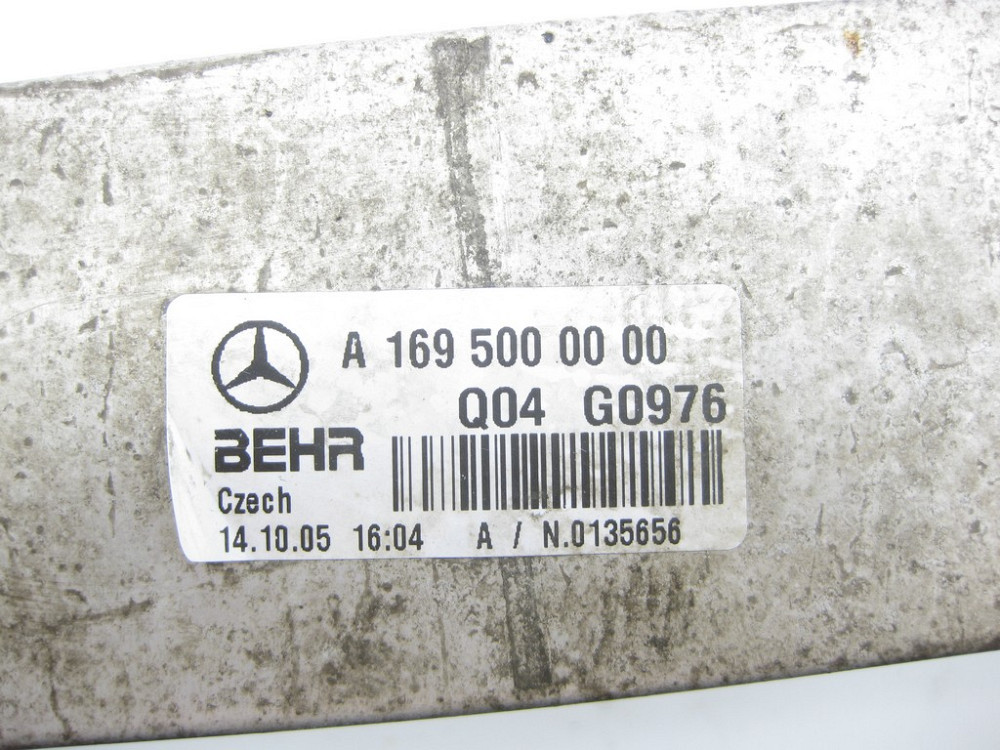 A 169 500 00 00
Q04 G0976
BEHR
Czech
14.10.05 16:04 A / N.0135656